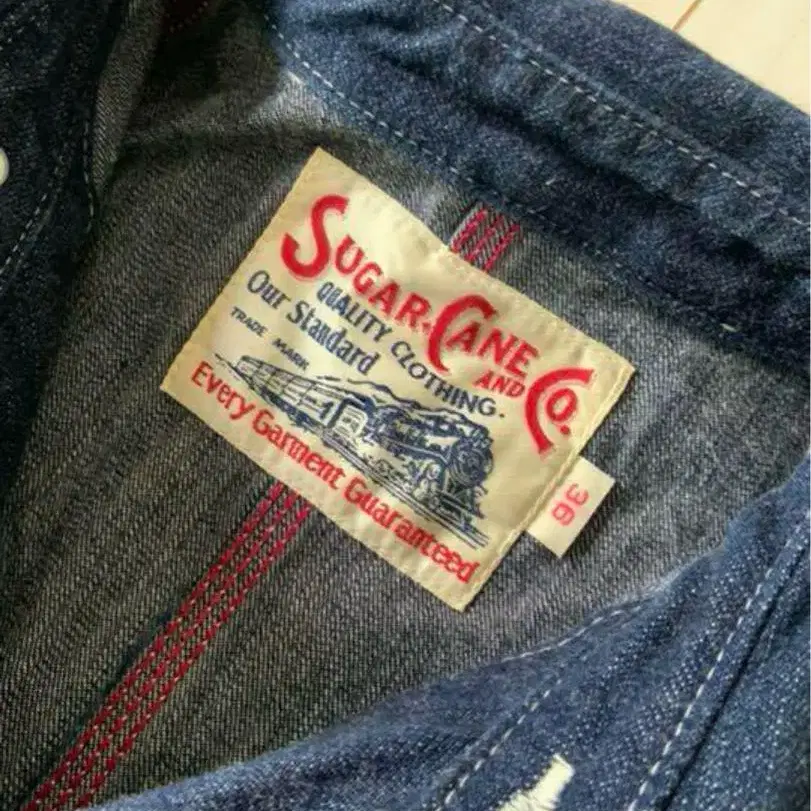 SUGAR CANE AND CO.
QUALITY CLOTHING.
Our Standard
TRADE MARK
Every Garment Guaranteed
36